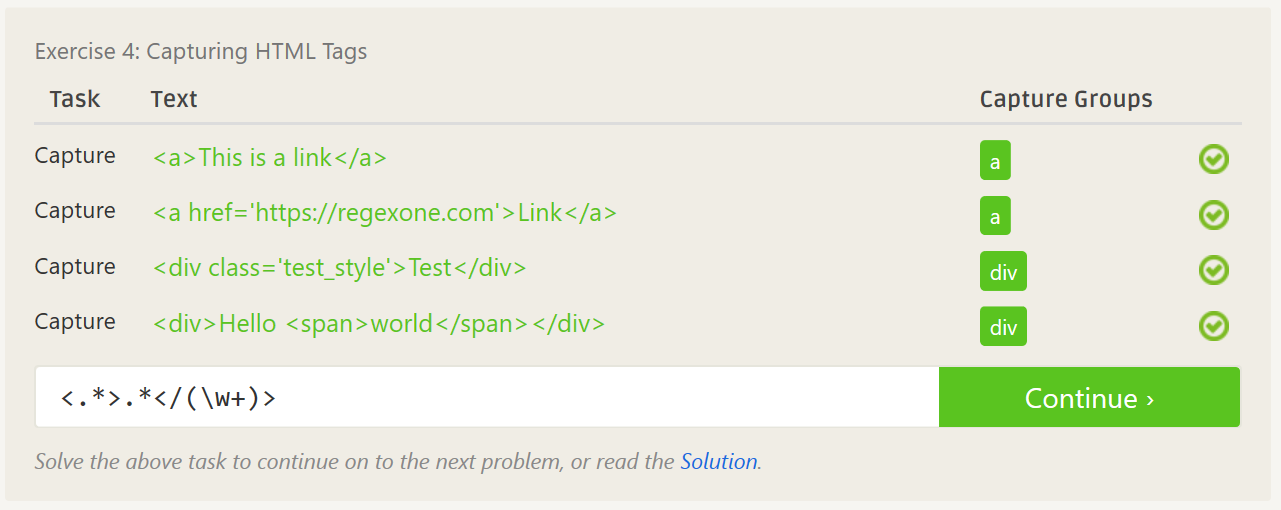 Exercise 4: Capturing HTML Tags
Task Text Capture Groups
Capture <a>This is a link</a> a
Capture <a href='https://regexone.com'>Link</a> a
Capture <div class='test_style'>Test</div> div
Capture <div>Hello <span>world</span></div> div
<.*>.*</(\w+)> Continue ›
Solve the above task to continue on to the next problem, or read the Solution.